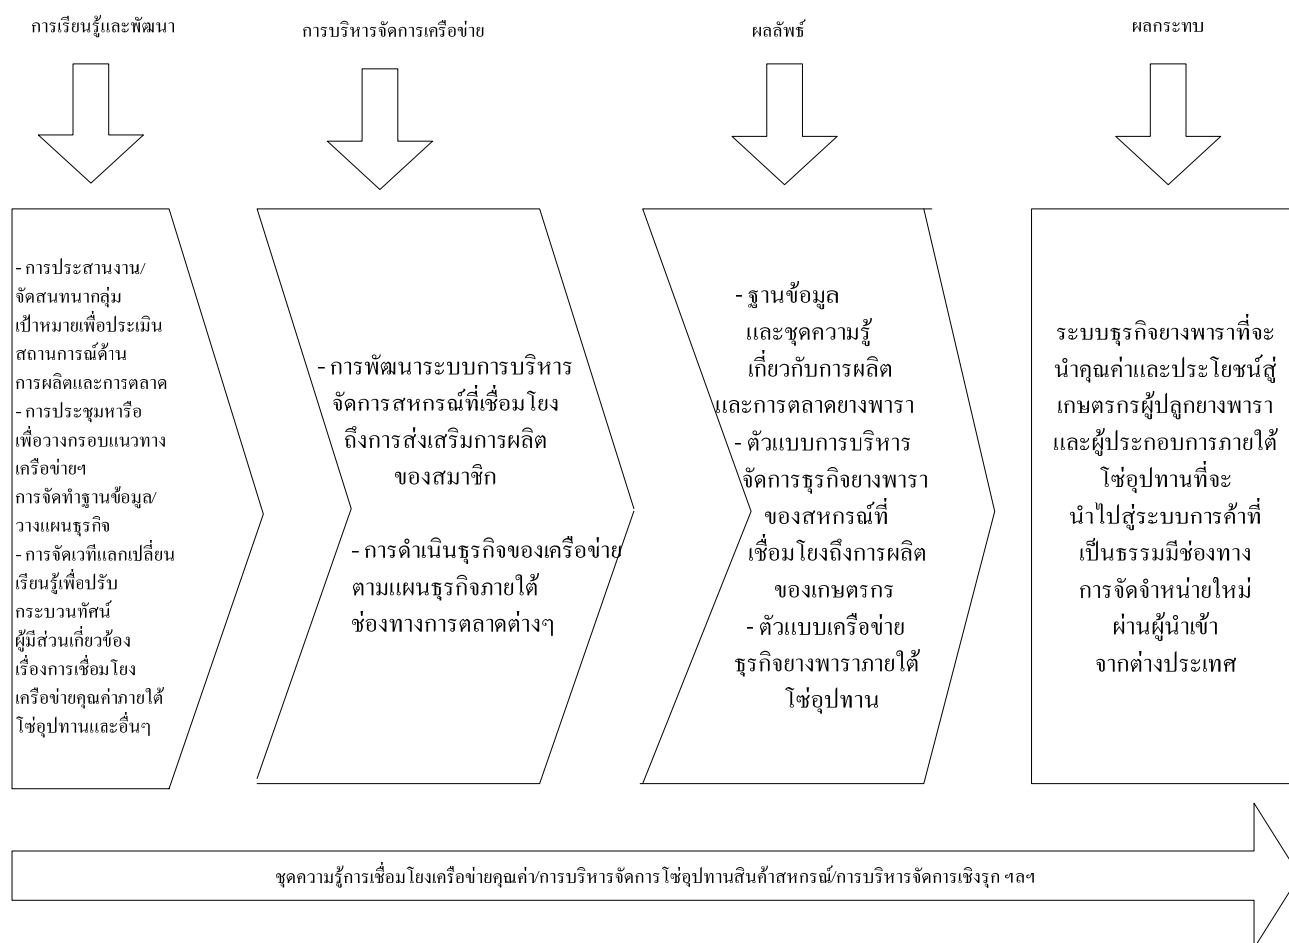 การเรียนรู้และพัฒนา
การบริหารจัดการเครือข่าย
ผลลัพธ์
ผลกระทบ
- การประสานงาน/
จัดสนทนากลุ่ม
เป้าหมายเพื่อประเมิน
สถานการณ์ด้าน
การผลิตและการตลาด
- การประชุมหารือ
เพื่อวางกรอบแนวทาง
เครือข่ายฯ
การจัดทำฐานข้อมูล/
วางแผนธุรกิจ
- การจัดเวทีแลกเปลี่ยน
เรียนรู้เพื่อปรับ
กระบวนทัศน์
ผู้มีส่วนเกี่ยวข้อง
เรื่องการเชื่อมโยง
เครือข่ายคุณค่าภายใต้
โซ่อุปทานและอื่นๆ
- การพัฒนาระบบการบริหาร
จัดการสหกรณ์ที่เชื่อมโยง
ถึงการส่งเสริมการผลิต
ของสมาชิก
- การดำเนินธุรกิจของเครือข่าย
ตามแผนธุรกิจภายใต้
ช่องทางการตลาดต่างๆ
- ฐานข้อมูล
และชุดความรู้
เกี่ยวกับการผลิต
และการตลาดยางพารา
- ตัวแบบการบริหาร
จัดการธุรกิจยางพารา
ของสหกรณ์ที่
เชื่อมโยงถึงการผลิต
ของเกษตรกร
- ตัวแบบเครือข่าย
ธุรกิจยางพาราภายใต้
โซ่อุปทาน
ระบบธุรกิจยางพาราที่จะ
นำคุณค่าและประโยชน์สู่
เกษตรกรผู้ปลูกยางพารา
และผู้ประกอบการภายใต้
โซ่อุปทานที่จะ
นำไปสู่ระบบการค้าที่
เป็นธรรมมีช่องทาง
การจัดจำหน่ายใหม่
ผ่านผู้นำเข้า
จากต่างประเทศ
ชุดความรู้การเชื่อมโยงเครือข่ายคุณค่า/การบริหารจัดการโซ่อุปทานสินค้าสหกรณ์/การบริหารจัดการเชิงรุก ฯลฯ